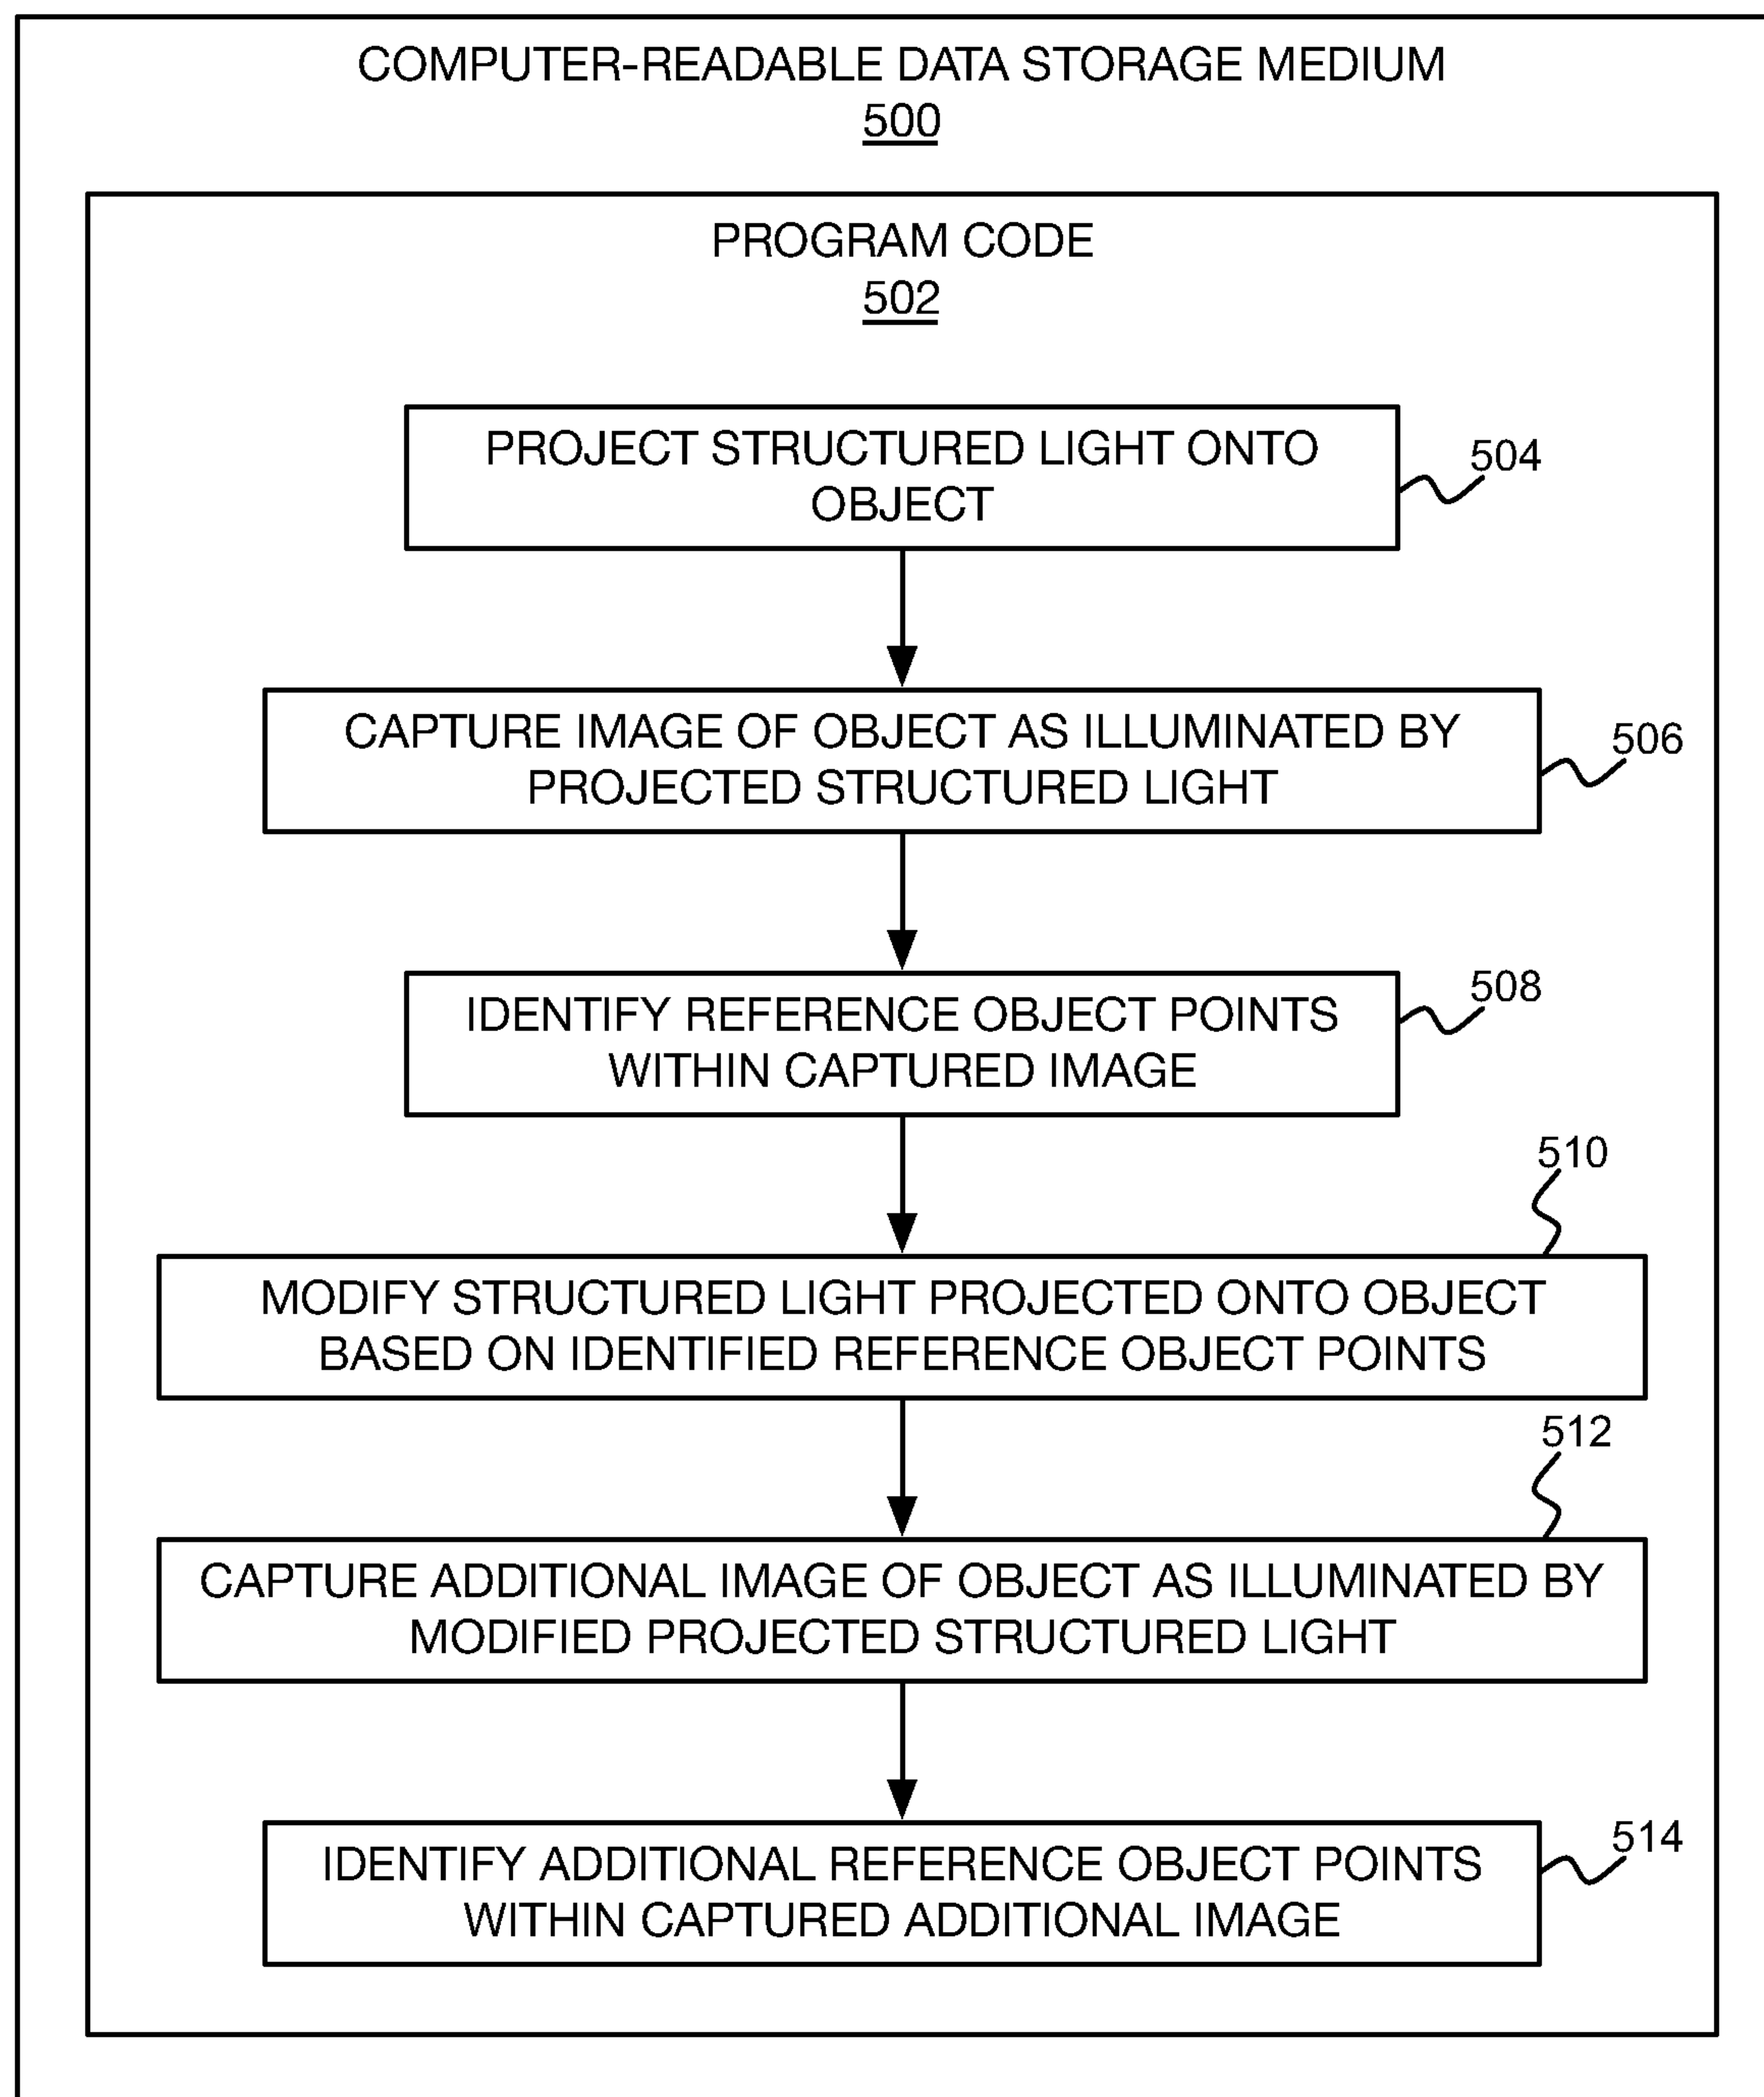 COMPUTER-READABLE DATA STORAGE MEDIUM
500
PROGRAM CODE
502
PROJECT STRUCTURED LIGHT ONTO
OBJECT
504
CAPTURE IMAGE OF OBJECT AS ILLUMINATED BY
PROJECTED STRUCTURED LIGHT
506
IDENTIFY REFERENCE OBJECT POINTS
WITHIN CAPTURED IMAGE
508
510
MODIFY STRUCTURED LIGHT PROJECTED ONTO OBJECT
BASED ON IDENTIFIED REFERENCE OBJECT POINTS
512
CAPTURE ADDITIONAL IMAGE OF OBJECT AS ILLUMINATED BY
MODIFIED PROJECTED STRUCTURED LIGHT
IDENTIFY ADDITIONAL REFERENCE OBJECT POINTS
WITHIN CAPTURED ADDITIONAL IMAGE
514